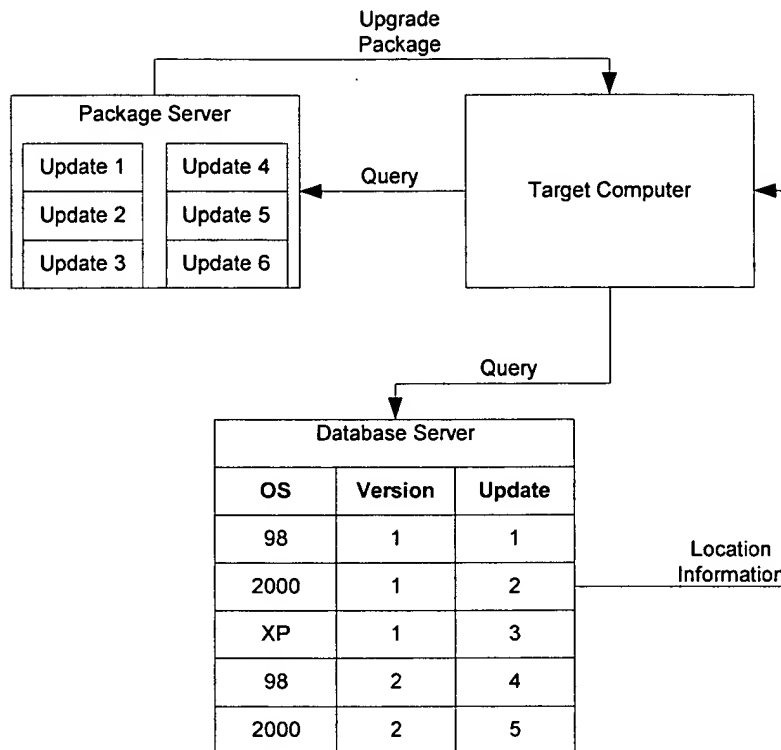 Upgrade
Package
Package Server
Update 1
Update 4
Update 2
Update 5
Update 3
Update 6
Query
Target Computer
Query
Database Server
OS Version Update
98 1 1
2000 1 2
XP 1 3
98 2 4
2000 2 5
Location
Information